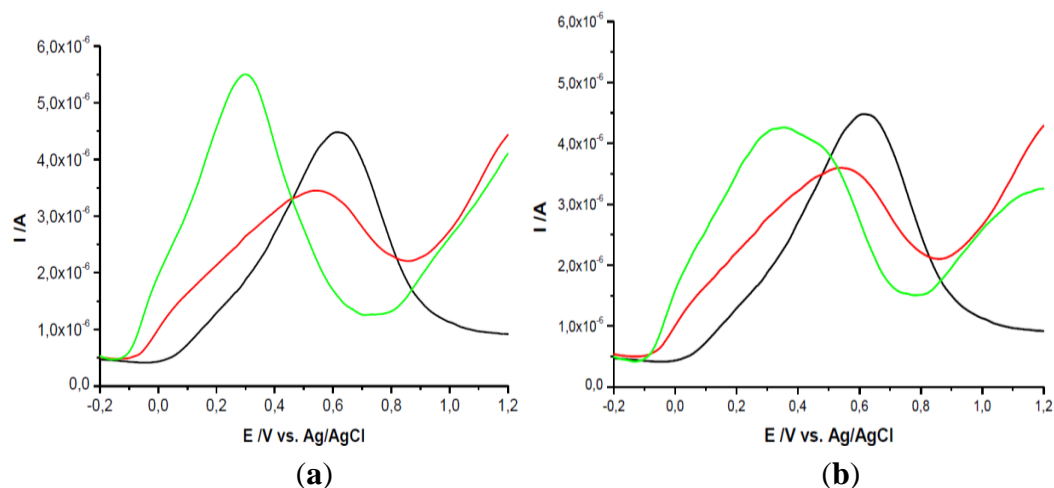 6,0x10⁻⁶
5,0x10⁻⁶
4,0x10⁻⁶
3,0x10⁻⁶
2,0x10⁻⁶
1,0x10⁻⁶
0,0
I /A
-0,2 0,0 0,2 0,4 0,6 0,8 1,0 1,2
E /V vs. Ag/AgCl
(a)
6,0x10⁻⁶
5,0x10⁻⁶
4,0x10⁻⁶
3,0x10⁻⁶
2,0x10⁻⁶
1,0x10⁻⁶
0,0
I /A
-0,2 0,0 0,2 0,4 0,6 0,8 1,0 1,2
E /V vs. Ag/AgCl
(b)